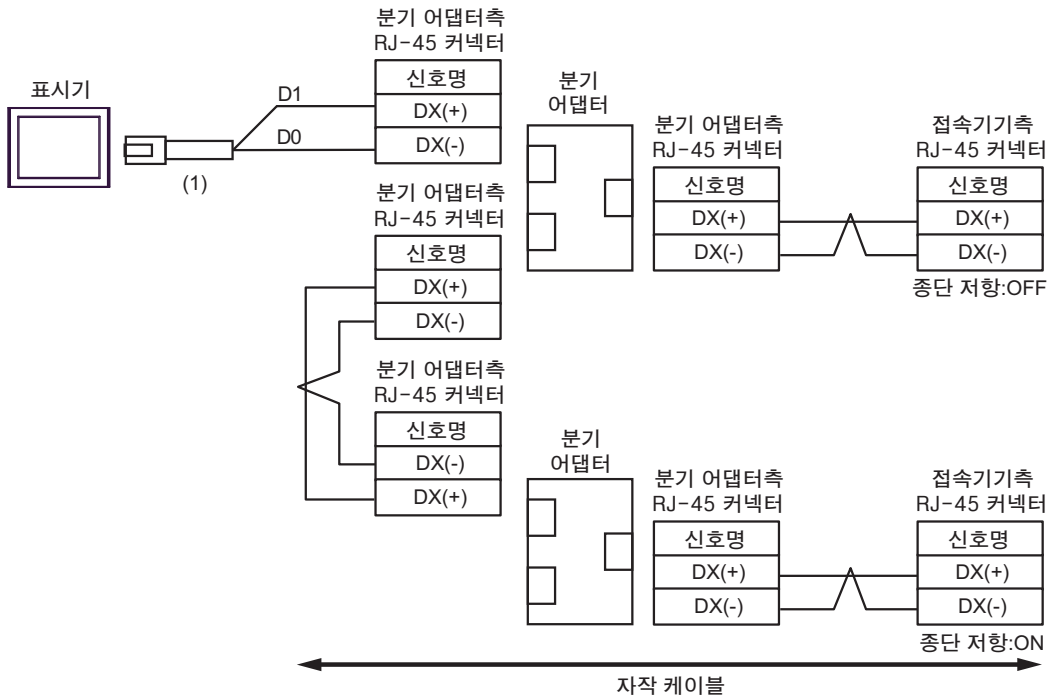 표시기
(1)
D1
D0
분기 어댑터측
RJ-45 커넥터
신호명
DX(+)
DX(-)
분기
어댑터
분기 어댑터측
RJ-45 커넥터
신호명
DX(+)
DX(-)
접속기기측
RJ-45 커넥터
신호명
DX(+)
DX(-)
종단 저항:OFF
분기 어댑터측
RJ-45 커넥터
신호명
DX(+)
DX(-)
분기 어댑터측
RJ-45 커넥터
신호명
DX(-)
DX(+)
분기
어댑터
분기 어댑터측
RJ-45 커넥터
신호명
DX(+)
DX(-)
접속기기측
RJ-45 커넥터
신호명
DX(+)
DX(-)
종단 저항:ON
자작 케이블